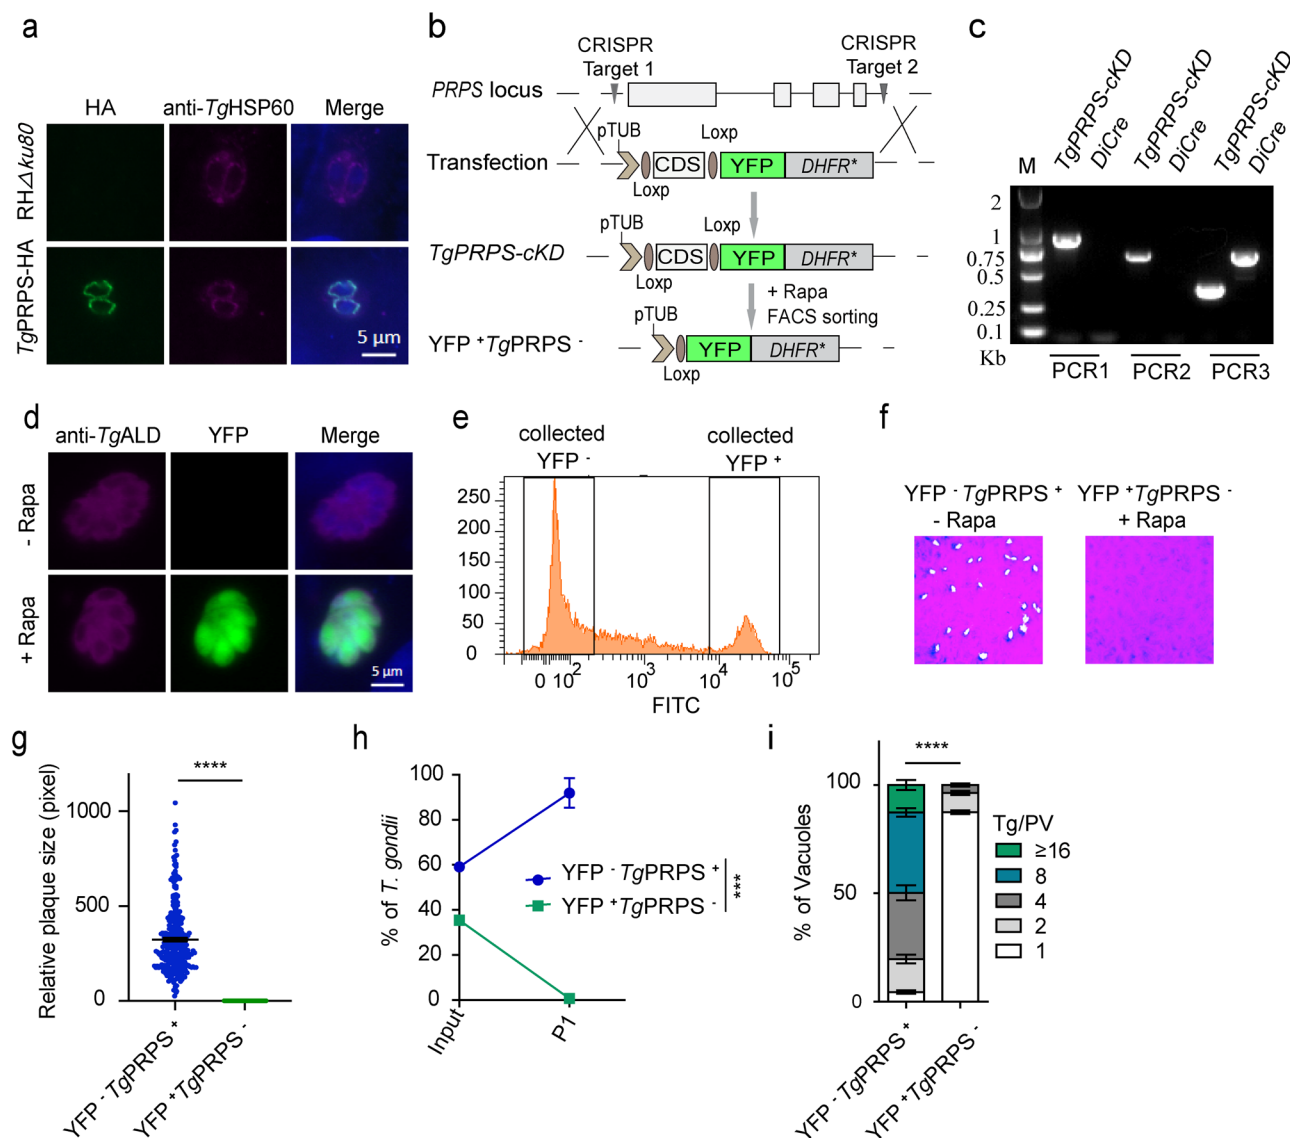 a
HA anti-TgHSP60 Merge
RHΔku80
TgPRPS-HA
5 μm
b
CRISPR Target 1
CRISPR Target 2
PRPS locus
pTUB
Loxp
Transfection
CDS YFP DHFR*
Loxp
pTUB
Loxp
TgPRPS-cKD
CDS YFP DHFR*
Loxp
+ Rapa
FACS sorting
pTUB
YFP +TgPRPS -
YFP DHFR*
Loxp
c
TgPRPS-cKD
DiCre
TgPRPS-cKD
DiCre
TgPRPS-cKD
DiCre
M
2
1
0.75
0.5
0.25
0.1
Kb
PCR1 PCR2 PCR3
d
anti-TgALD YFP Merge
- Rapa
+ Rapa
5 μm
e
collected YFP -
collected YFP +
250
200
150
100
50
0
0 10² 10³ 10⁴ 10⁵
FITC
f
YFP - TgPRPS +
- Rapa
YFP +TgPRPS -
+ Rapa
g
Relative plaque size (pixel)
1000
500
0
****
YFP - TgPRPS +
YFP +TgPRPS -
h
% of T. gondii
100
80
60
40
20
0
Input
P1
YFP - TgPRPS +
YFP +TgPRPS -
***
i
****
% of Vacuoles
100
50
0
Tg/PV
≥16
8
4
2
1
YFP - TgPRPS +
YFP +TgPRPS -